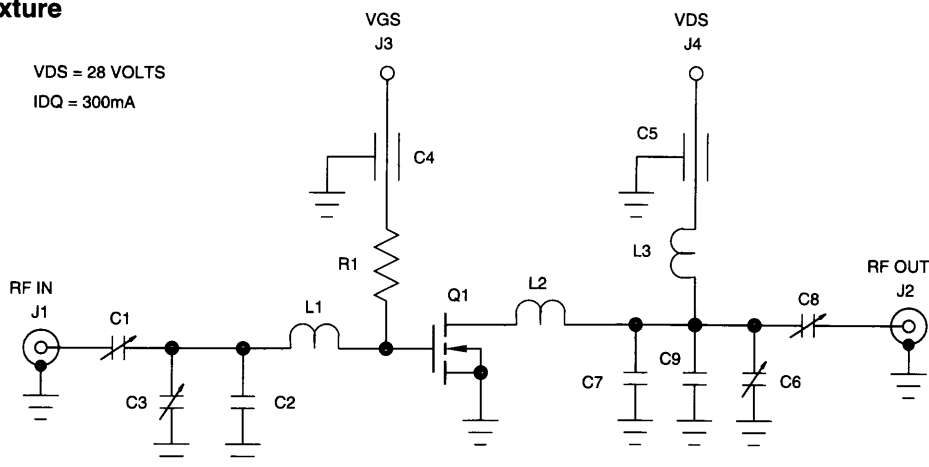 xture
VGS
J3
VDS
J4
VDS = 28 VOLTS
IDQ = 300mA
C4
C5
R1
L3
RF IN
J1
C1
L1
Q1
L2
C8
RF OUT
J2
C3
C2
C7
C9
C6